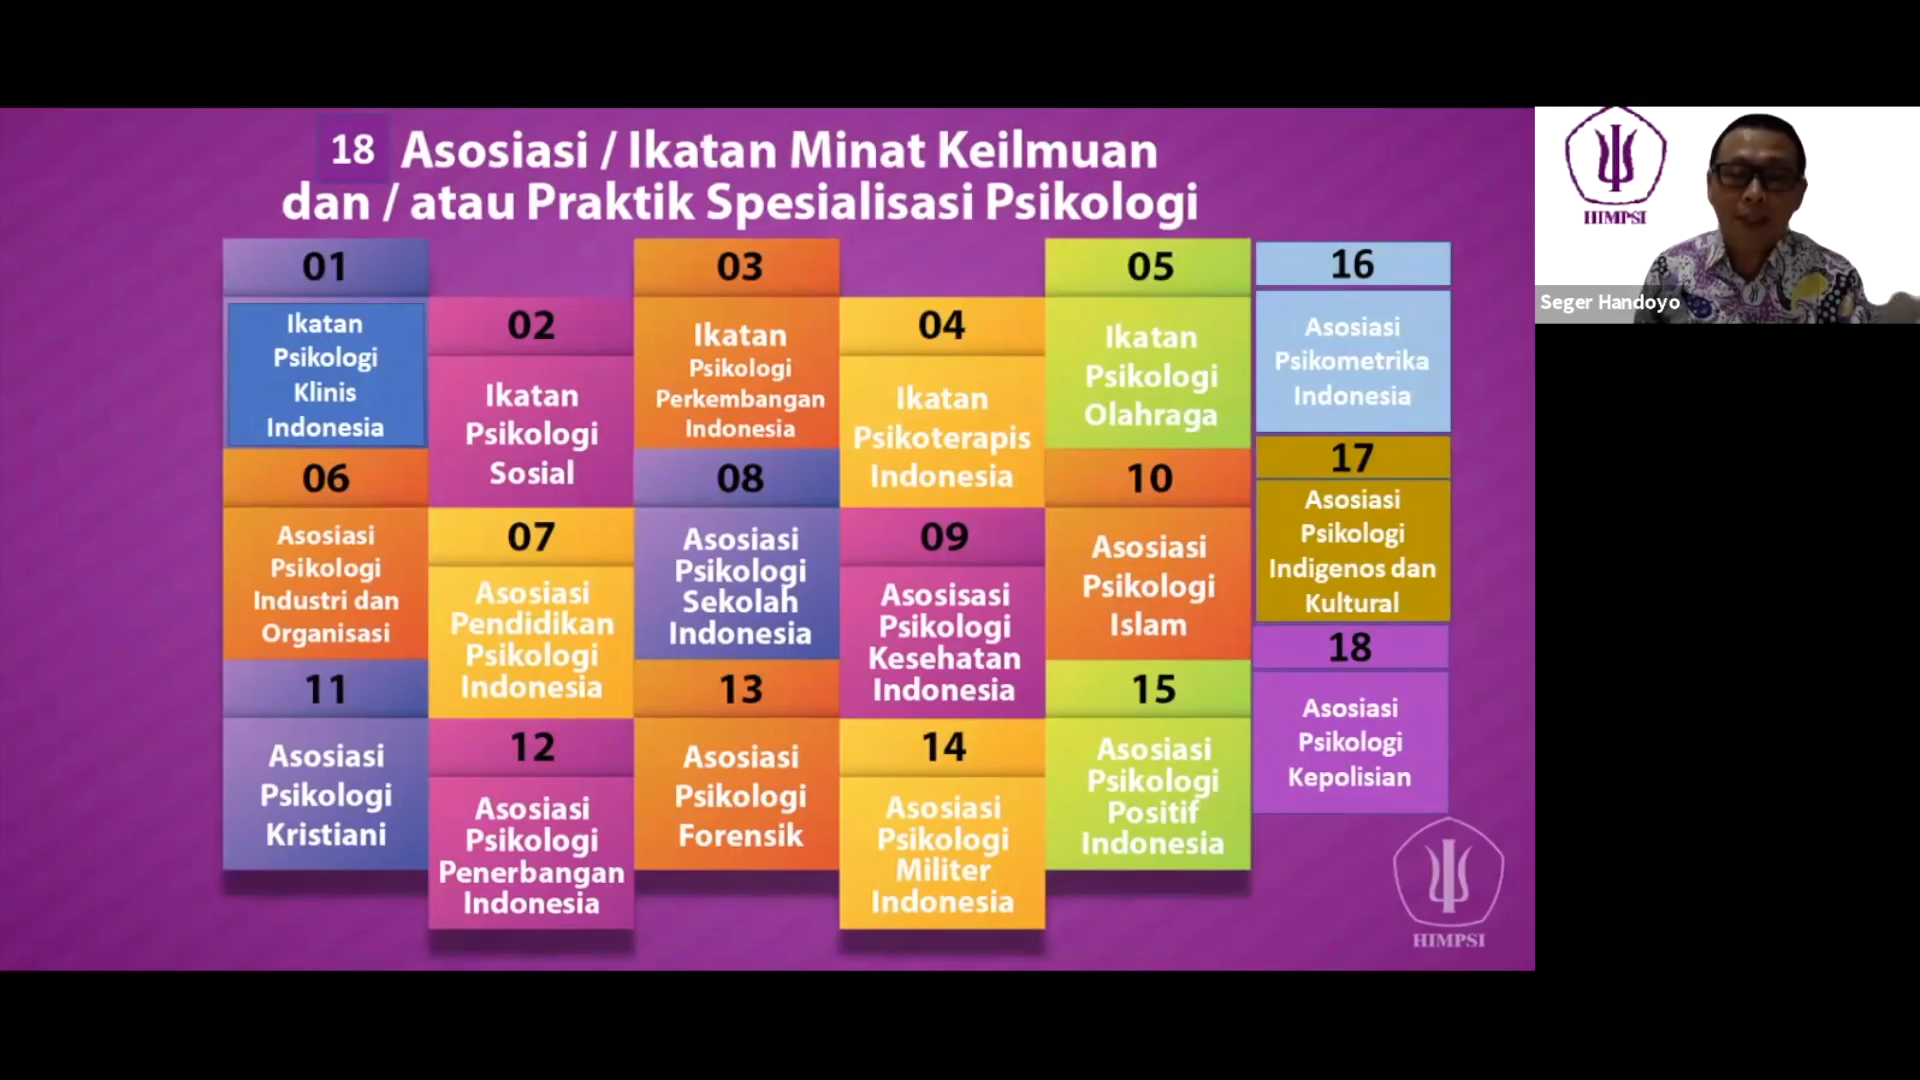 18 Asosiasi / Ikatan Minat Keilmuan
dan / atau Praktik Spesialisasi Psikologi
01
Ikatan
Psikologi
Klinis
Indonesia
02
Ikatan
Psikologi
Sosial
03
Ikatan
Psikologi
Perkembangan
Indonesia
04
Ikatan
Psikoterapis
Indonesia
05
Ikatan
Psikologi
Olahraga
06
Asosiasi
Psikologi
Industri dan
Organisasi
07
Asosiasi
Pendidikan
Psikologi
Indonesia
08
Asosiasi
Psikologi
Sekolah
Indonesia
09
Asosisasi
Psikologi
Kesehatan
Indonesia
10
Asosiasi
Psikologi
Islam
11
Asosiasi
Psikologi
Kristiani
12
Asosiasi
Psikologi
Penerbangan
Indonesia
13
Asosiasi
Psikologi
Forensik
14
Asosiasi
Psikologi
Militer
Indonesia
15
Asosiasi
Psikologi
Positif
Indonesia
16
Asosiasi
Psikometrika
Indonesia
17
Asosiasi
Psikologi
Indigenos dan
Kultural
18
Asosiasi
Psikologi
Kepolisian
HIMPSI
HIMPSI
Seger Handoyo